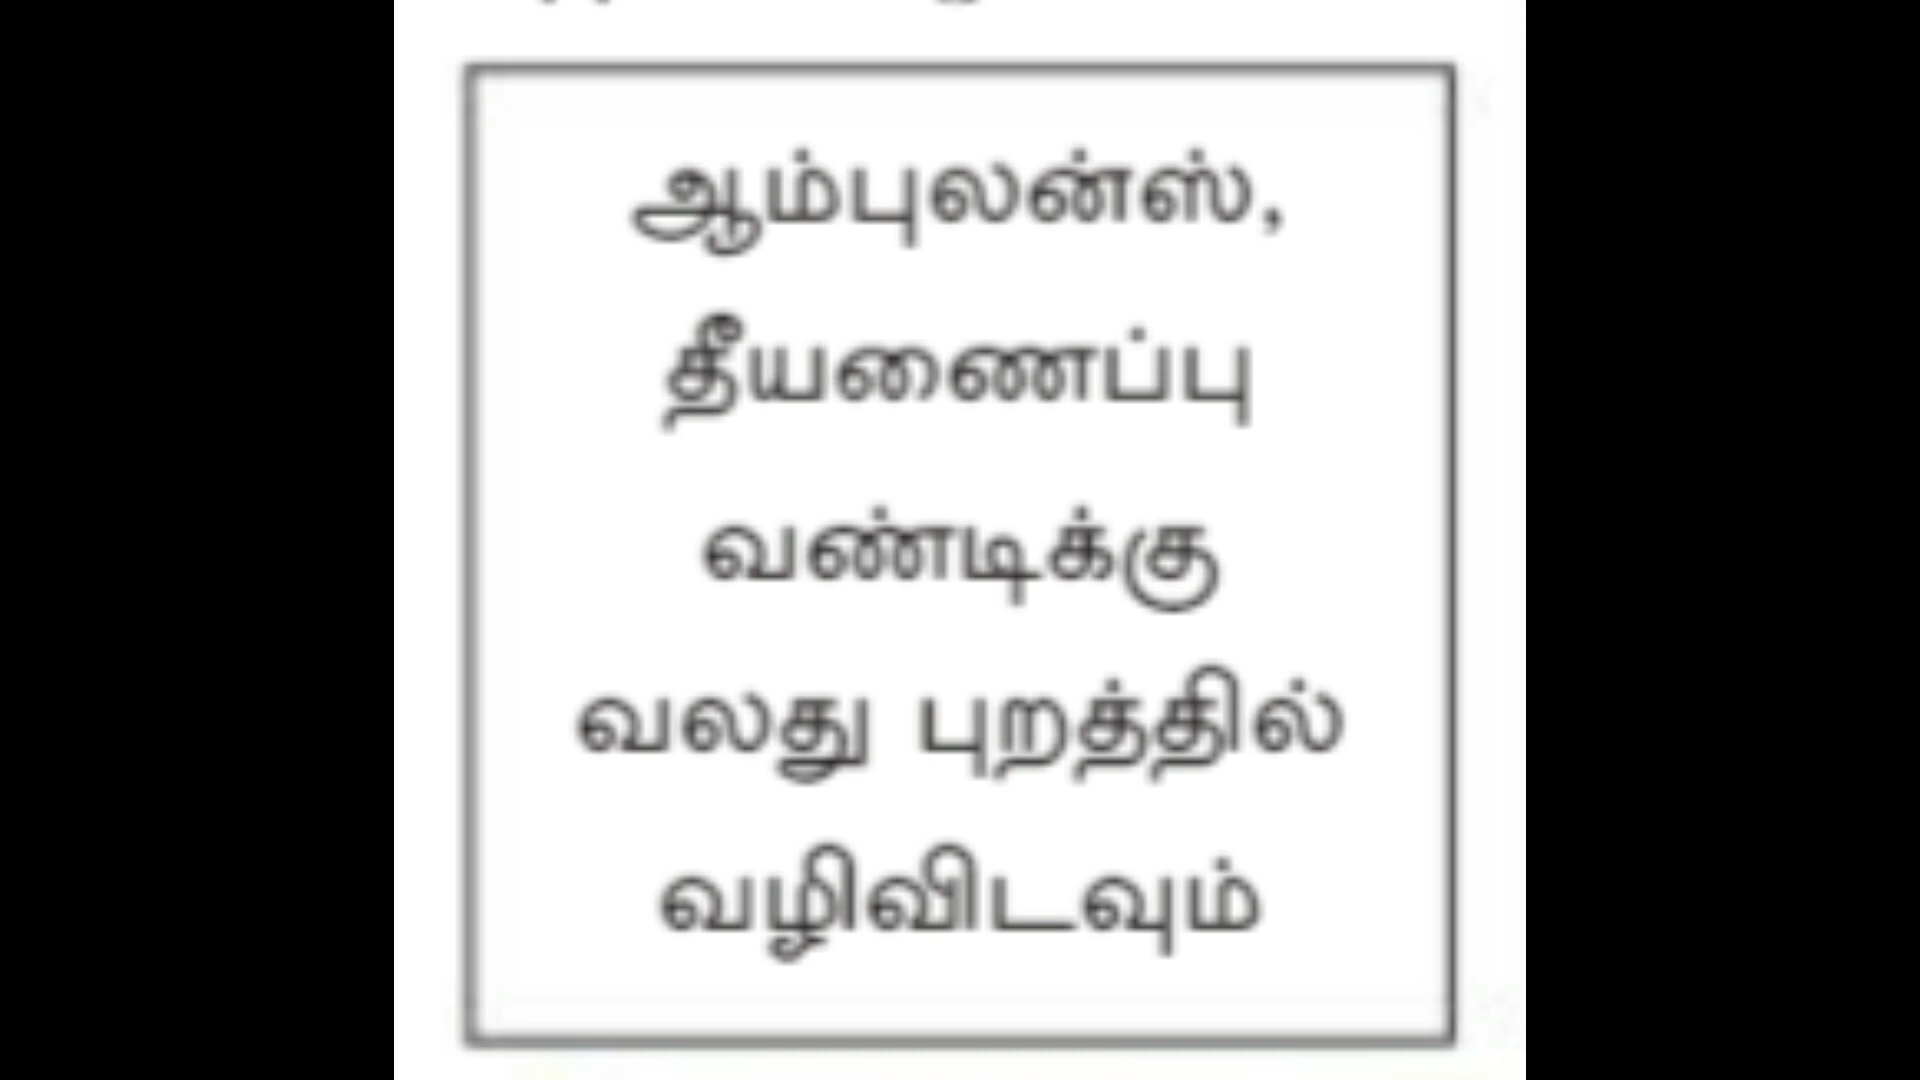 ஆம்புலன்ஸ்,
தீயணைப்பு
வண்டிக்கு
வலது புறத்தில்
வழிவிடவும்